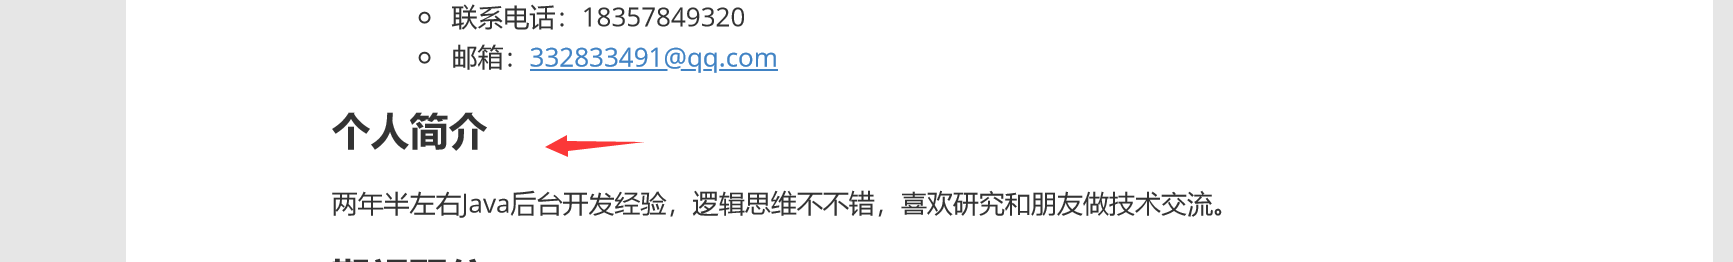 联系电话：18357849320
邮箱：332833491@qq.com
个人简介
两年半左右Java后台开发经验，逻辑思维不不错，喜欢研究和朋友做技术交流。